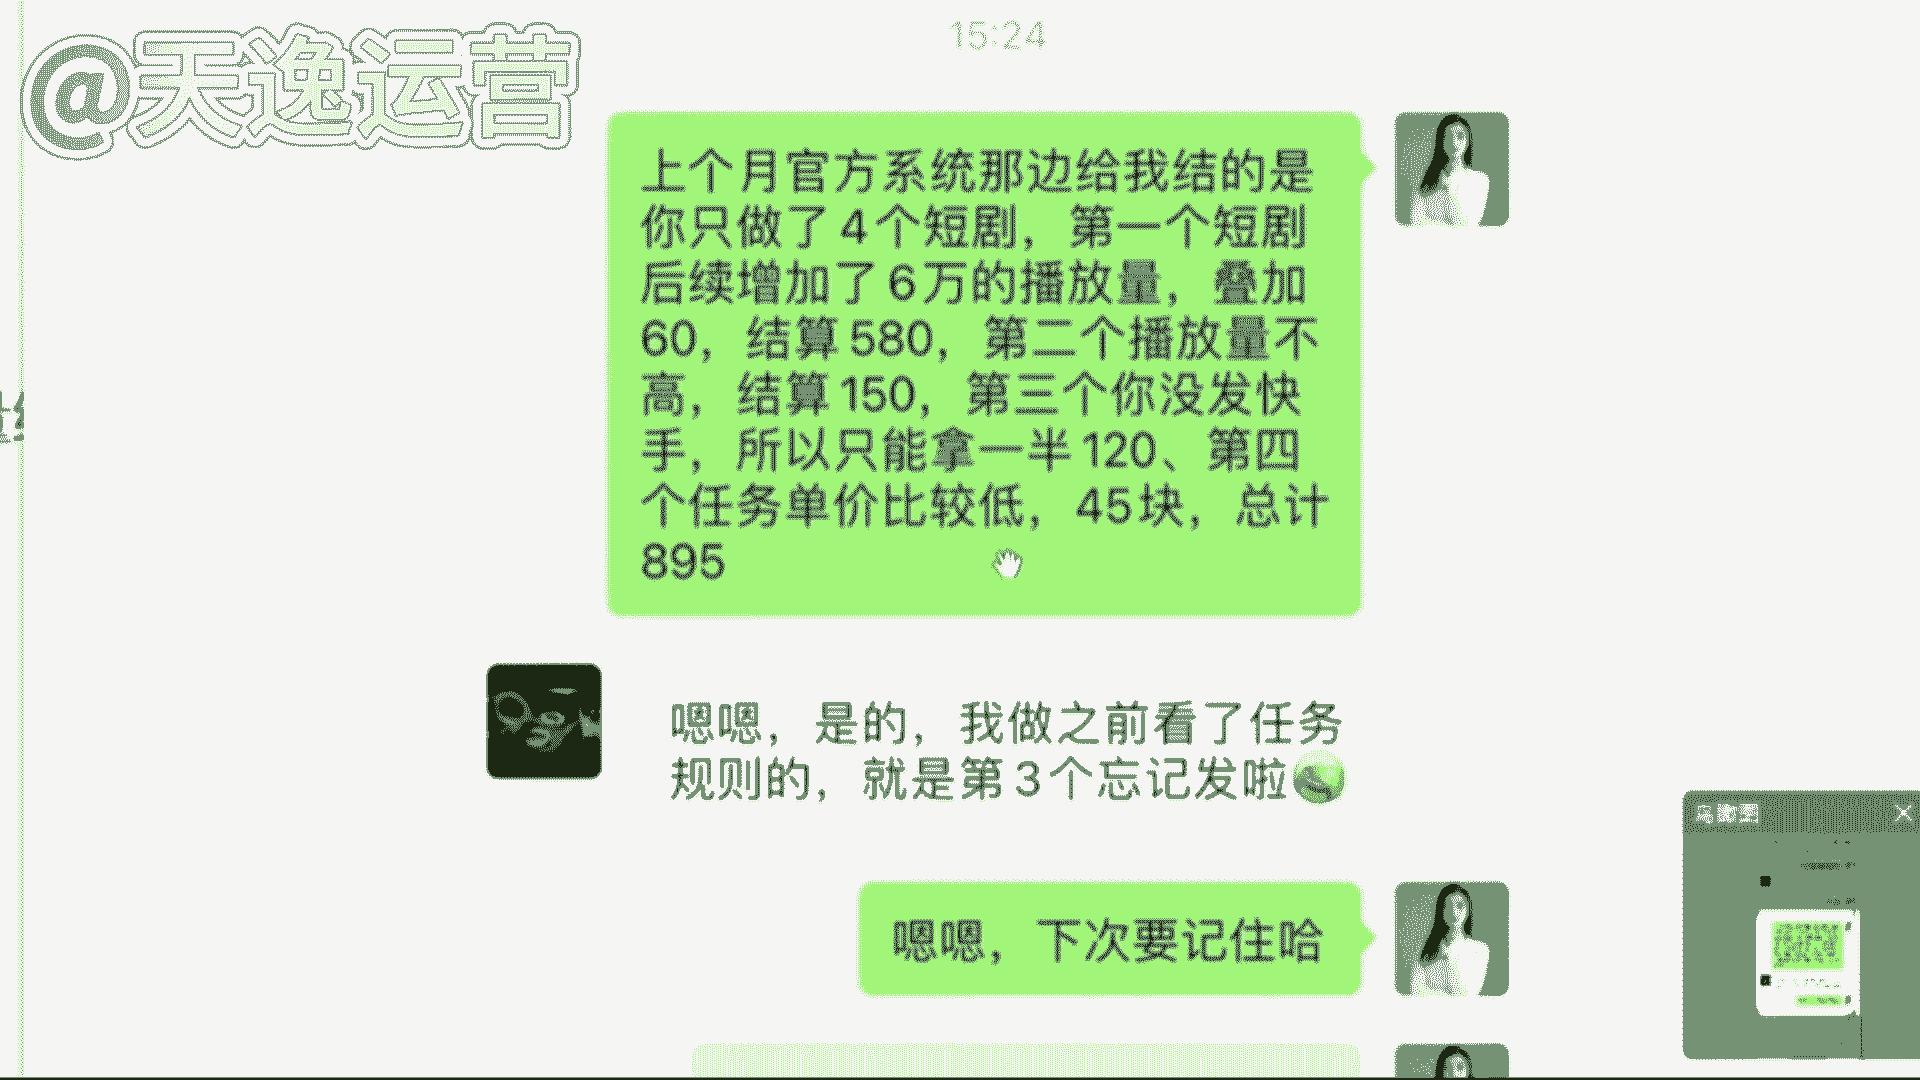 @天逸运营
15:24
上个月官方系统那边给我结的是
你只做了4个短剧，第一个短剧
后续增加了6万的播放量，叠加
60，结算580，第二个播放量不
高，结算150，第三个你没发快
手，所以只能拿一半120、第四
个任务单价比较低，45块，总计
895
嗯嗯，是的，我做之前看了任务
规则的，就是第3个忘记发啦
嗯嗯，下次要记住哈